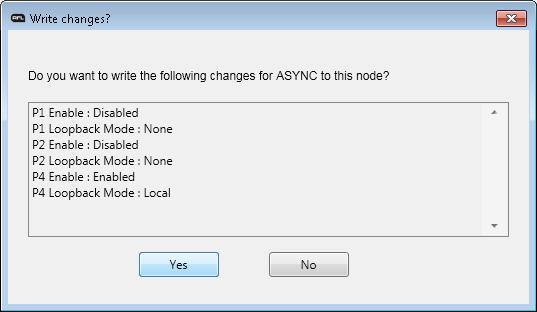 AFL Write changes?
Do you want to write the following changes for ASYNC to this node?
P1 Enable : Disabled
P1 Loopback Mode : None
P2 Enable : Disabled
P2 Loopback Mode : None
P4 Enable : Enabled
P4 Loopback Mode : Local
Yes No